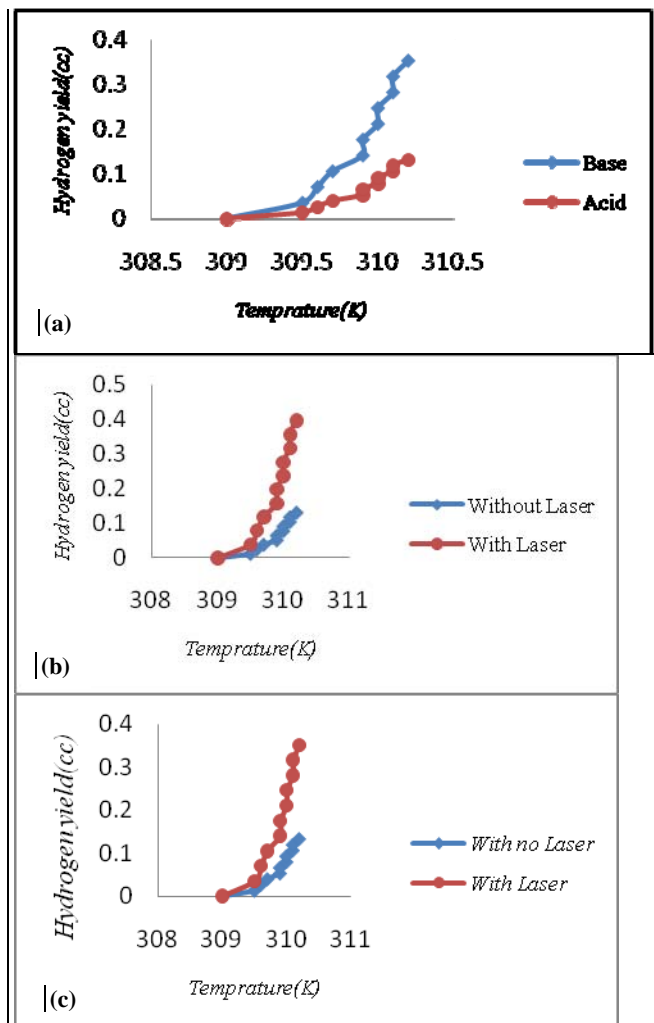 Hydrogen yield(cc)
0.4
0.3
0.2
0.1
0
308.5 309 309.5 310 310.5
Temprature(K)
Base
Acid
(a)
Hydrogen yield(cc)
0.5
0.4
0.3
0.2
0.1
0
308 309 310 311
Temprature(K)
Without Laser
With Laser
(b)
Hydrogen yield(cc)
0.4
0.3
0.2
0.1
0
308 309 310 311
Temprature(K)
With no Laser
With Laser
(c)